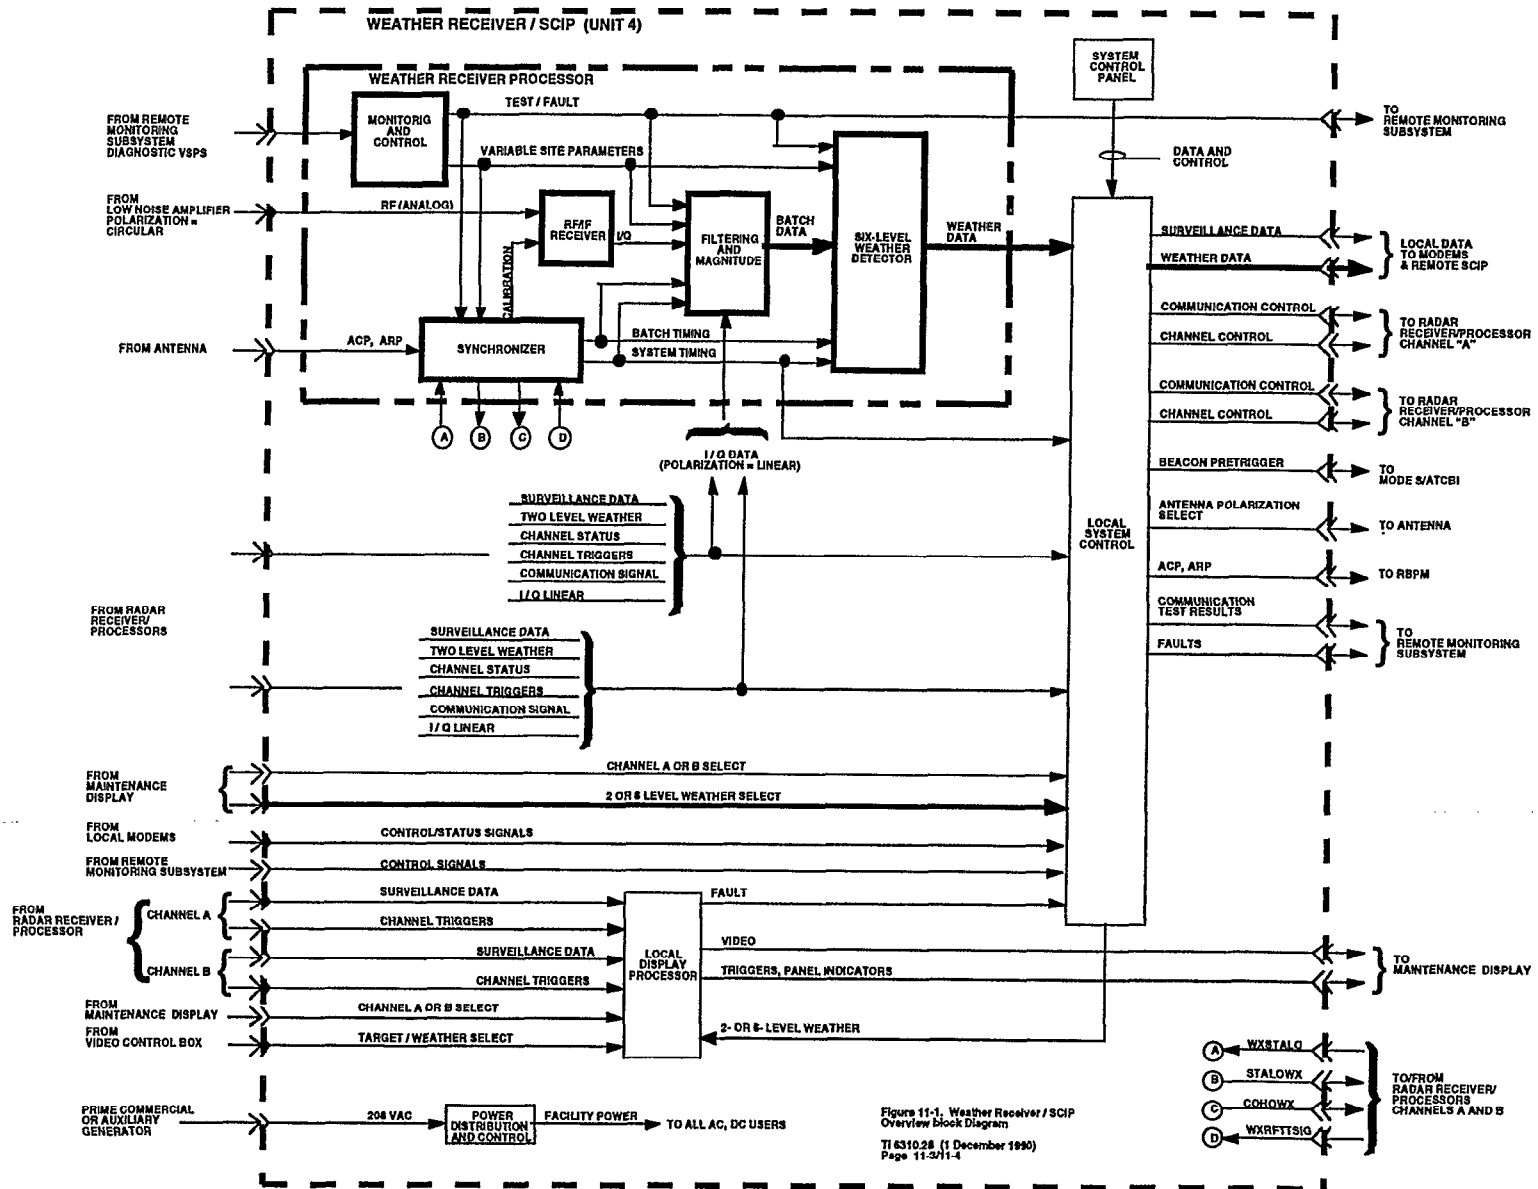 WEATHER RECEIVER / SCIP (UNIT 4)
WEATHER RECEIVER PROCESSOR
SYSTEM
CONTROL
PANEL
FROM REMOTE
MONITORING
SUBSYSTEM
DIAGNOSTIC VSPS
MONITORIG
AND
CONTROL
TEST / FAULT
TO
REMOTE MONITORING
SUBSYSTEM
VARIABLE SITE PARAMETERS
DATA AND
CONTROL
FROM
LOW NOISE AMPLIFIER
POLARIZATION =
CIRCULAR
RF (ANALOG)
RF/IF
RECEIVER
I/Q
CALIBRATION
FILTERING
AND
MAGNITUDE
BATCH
DATA
SIX-LEVEL
WEATHER
DETECTOR
WEATHER
DATA
SURVEILLANCE DATA
WEATHER DATA
LOCAL DATA
TO MODEMS
& REMOTE SCIP
COMMUNICATION CONTROL
CHANNEL CONTROL
TO RADAR
RECEIVER/PROCESSOR
CHANNEL "A"
FROM ANTENNA
ACP, ARP
SYNCHRONIZER
BATCH TIMING
SYSTEM TIMING
COMMUNICATION CONTROL
CHANNEL CONTROL
TO RADAR
RECEIVER/PROCESSOR
CHANNEL "B"
A
B
C
D
I / Q DATA
(POLARIZATION = LINEAR)
BEACON PRETRIGGER
TO
MODE S/ATCBI
ANTENNA POLARIZATION
SELECT
TO ANTENNA
LOCAL
SYSTEM
CONTROL
SURVEILLANCE DATA
TWO LEVEL WEATHER
CHANNEL STATUS
CHANNEL TRIGGERS
COMMUNICATION SIGNAL
I / Q LINEAR
ACP, ARP
TO RBPM
COMMUNICATION
TEST RESULTS
FAULTS
TO
REMOTE MONITORING
SUBSYSTEM
FROM RADAR
RECEIVER/
PROCESSORS
SURVEILLANCE DATA
TWO LEVEL WEATHER
CHANNEL STATUS
CHANNEL TRIGGERS
COMMUNICATION SIGNAL
I / Q LINEAR
FROM
MAINTENANCE
DISPLAY
CHANNEL A OR B SELECT
2 OR 6 LEVEL WEATHER SELECT
FROM
LOCAL MODEMS
CONTROL/STATUS SIGNALS
FROM REMOTE
MONITORING SUBSYSTEM
CONTROL SIGNALS
FROM
RADAR RECEIVER /
PROCESSOR
CHANNEL A
CHANNEL B
SURVEILLANCE DATA
CHANNEL TRIGGERS
SURVEILLANCE DATA
CHANNEL TRIGGERS
FAULT
LOCAL
DISPLAY
PROCESSOR
VIDEO
TRIGGERS, PANEL INDICATORS
TO
MAINTENANCE DISPLAY
FROM
MAINTENANCE DISPLAY
CHANNEL A OR B SELECT
FROM
VIDEO CONTROL BOX
TARGET / WEATHER SELECT
2- OR 6- LEVEL WEATHER
A WXSTALO
B STALOWX
C COHOWX
D WXRFTTSIG
TO/FROM
RADAR RECEIVER/
PROCESSORS
CHANNELS A AND B
PRIME COMMERCIAL
OR AUXILIARY
GENERATOR
208 VAC
POWER
DISTRIBUTION
AND CONTROL
FACILITY POWER
TO ALL AC, DC USERS
Figure 11-1. Weather Receiver / SCIP
Overview block Diagram
TI 6310.28 (1 December 1990)
Page 11-3/11-4